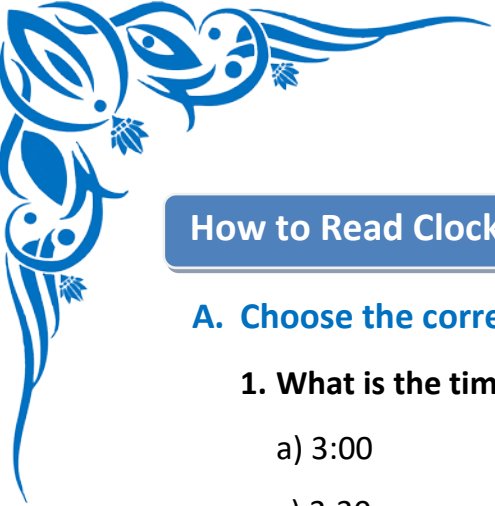 How to Read Clock
A. Choose the corre
1. What is the tim
a) 3:00